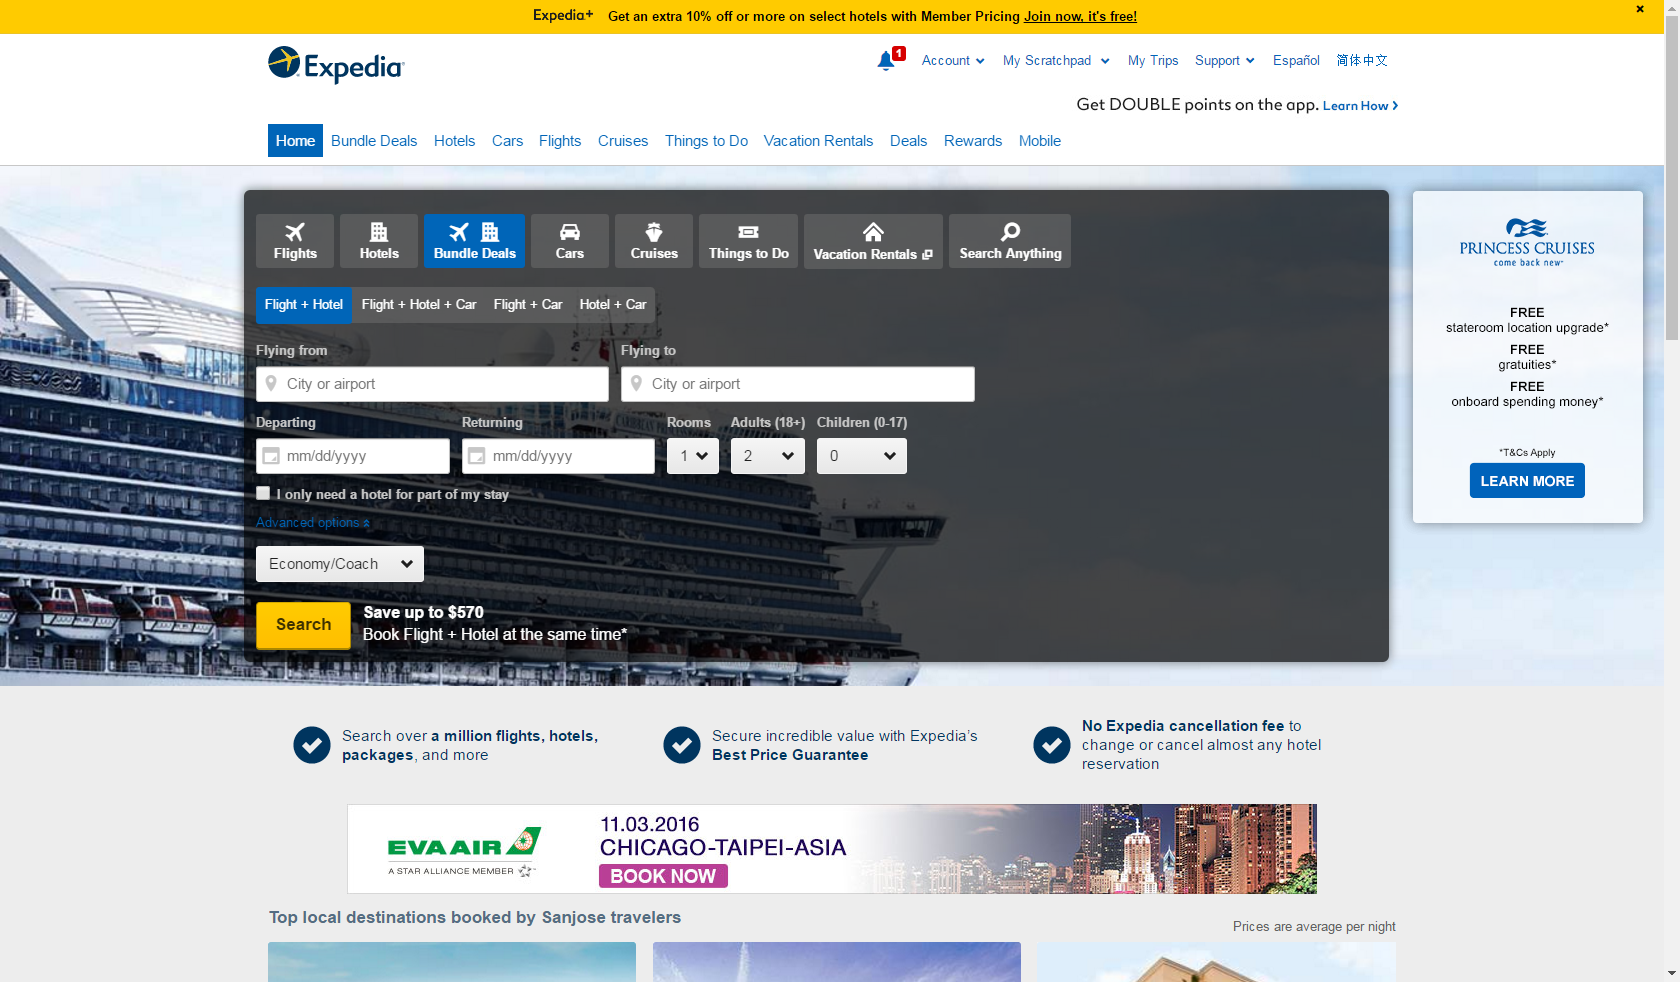 Expedia+ Get an extra 10% off or more on select hotels with Member Pricing Join now, it's free!
Expedia
1 Account My Scratchpad My Trips Support Español 简体中文
Get DOUBLE points on the app. Learn How
Home Bundle Deals Hotels Cars Flights Cruises Things to Do Vacation Rentals Deals Rewards Mobile
Flights Hotels Bundle Deals Cars Cruises Things to Do Vacation Rentals Search Anything
Flight + Hotel Flight + Hotel + Car Flight + Car Hotel + Car
Flying from Flying to
City or airport City or airport
Departing Returning Rooms Adults (18+) Children (0-17)
mm/dd/yyyy mm/dd/yyyy 1 2 0
I only need a hotel for part of my stay
Advanced options
Economy/Coach
Search
Save up to $570
Book Flight + Hotel at the same time*
PRINCESS CRUISES
come back new
FREE
stateroom location upgrade*
FREE
gratuities*
FREE
onboard spending money*
*T&Cs Apply
LEARN MORE
Search over a million flights, hotels,
packages, and more
Secure incredible value with Expedia's
Best Price Guarantee
No Expedia cancellation fee to
change or cancel almost any hotel
reservation
EVA AIR
A STAR ALLIANCE MEMBER
11.03.2016
CHICAGO-TAIPEI-ASIA
BOOK NOW
Top local destinations booked by Sanjose travelers
Prices are average per night